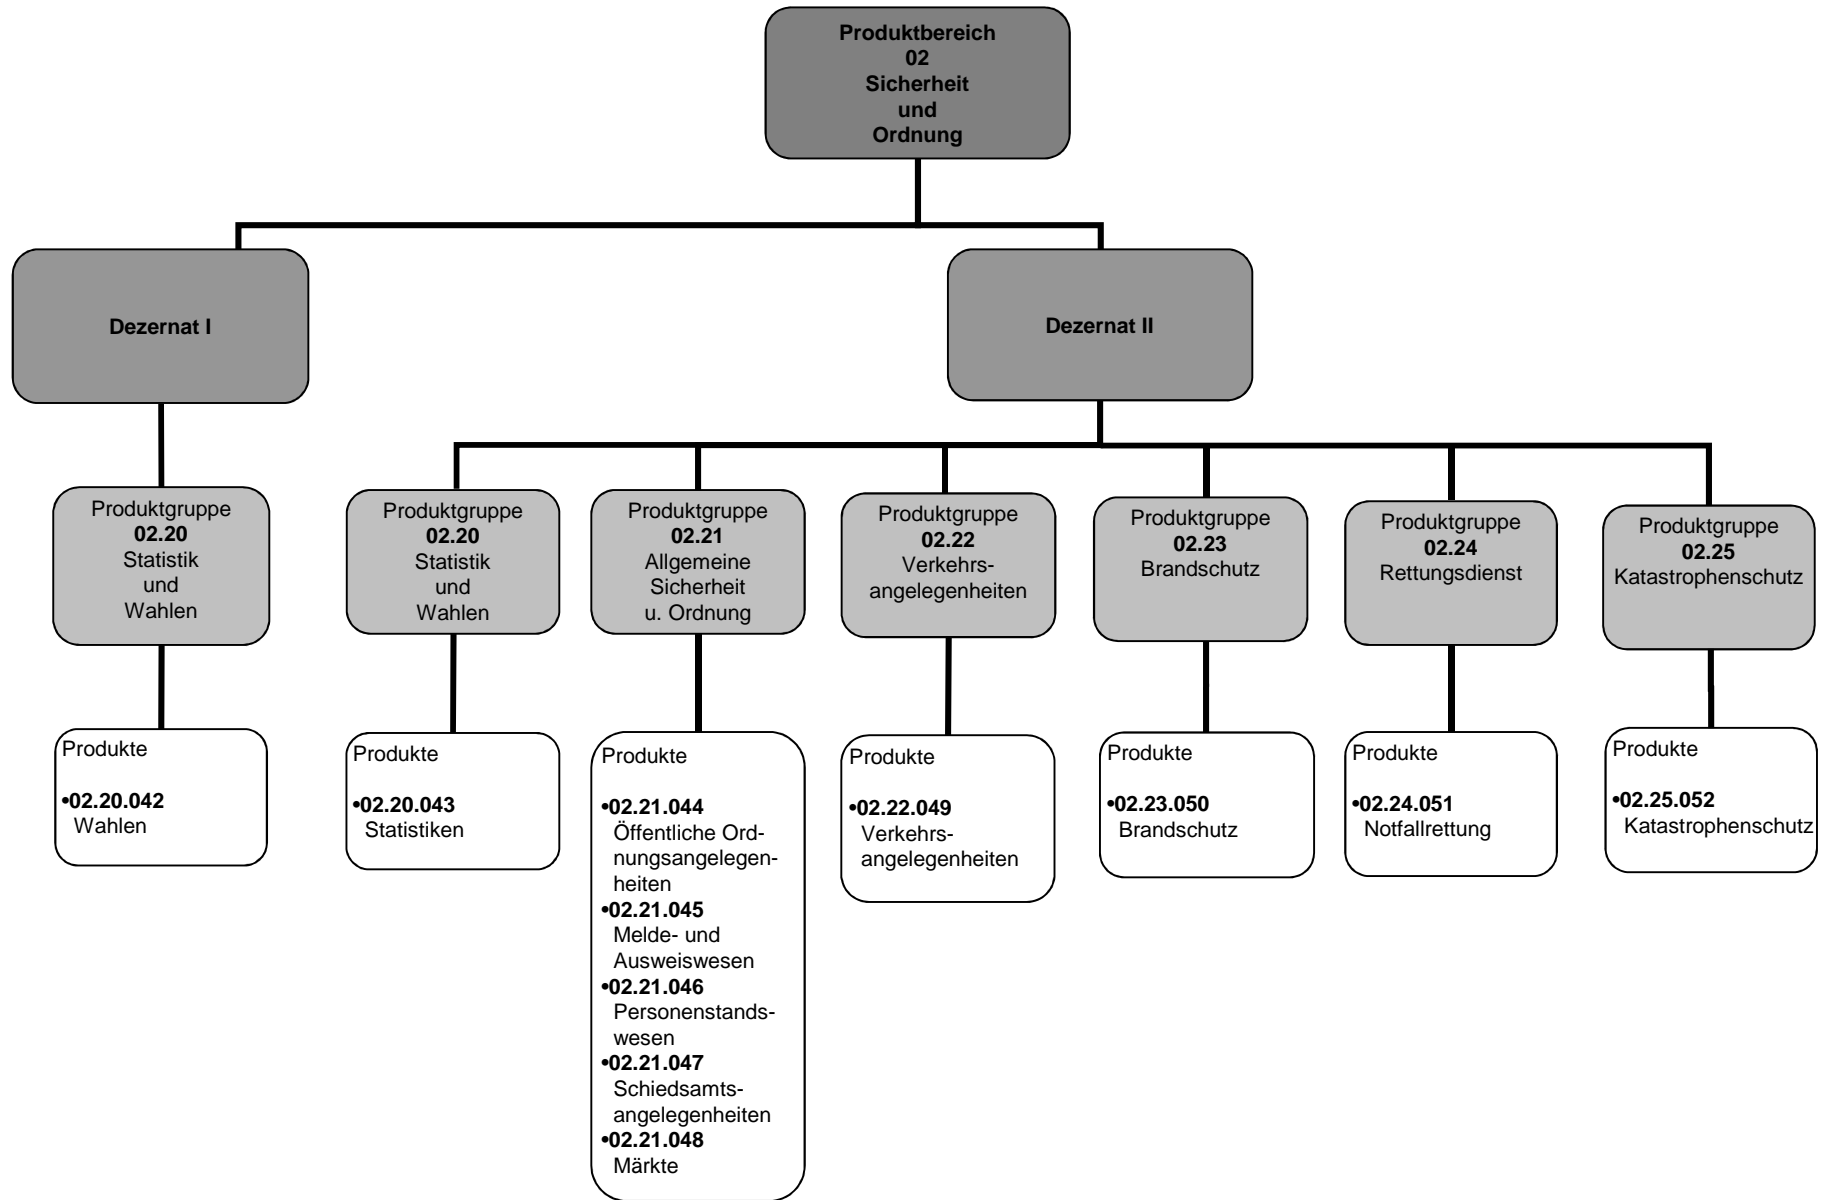 Produktbereich
02
Sicherheit
und
Ordnung
Dezernat I
Dezernat II
Produktgruppe
02.20
Statistik
und
Wahlen
Produktgruppe
02.20
Statistik
und
Wahlen
Produktgruppe
02.21
Allgemeine
Sicherheit
u. Ordnung
Produktgruppe
02.22
Verkehrs-
angelegenheiten
Produktgruppe
02.23
Brandschutz
Produktgruppe
02.24
Rettungsdienst
Produktgruppe
02.25
Katastrophenschutz
Produkte
•02.20.042
Wahlen
Produkte
•02.20.043
Statistiken
Produkte
•02.21.044
Öffentliche Ord-
nungsangelegen-
heiten
•02.21.045
Melde- und
Ausweiswesen
•02.21.046
Personenstands-
wesen
•02.21.047
Schiedsamts-
angelegenheiten
•02.21.048
Märkte
Produkte
•02.22.049
Verkehrs-
angelegenheiten
Produkte
•02.23.050
Brandschutz
Produkte
•02.24.051
Notfallrettung
Produkte
•02.25.052
Katastrophenschutz